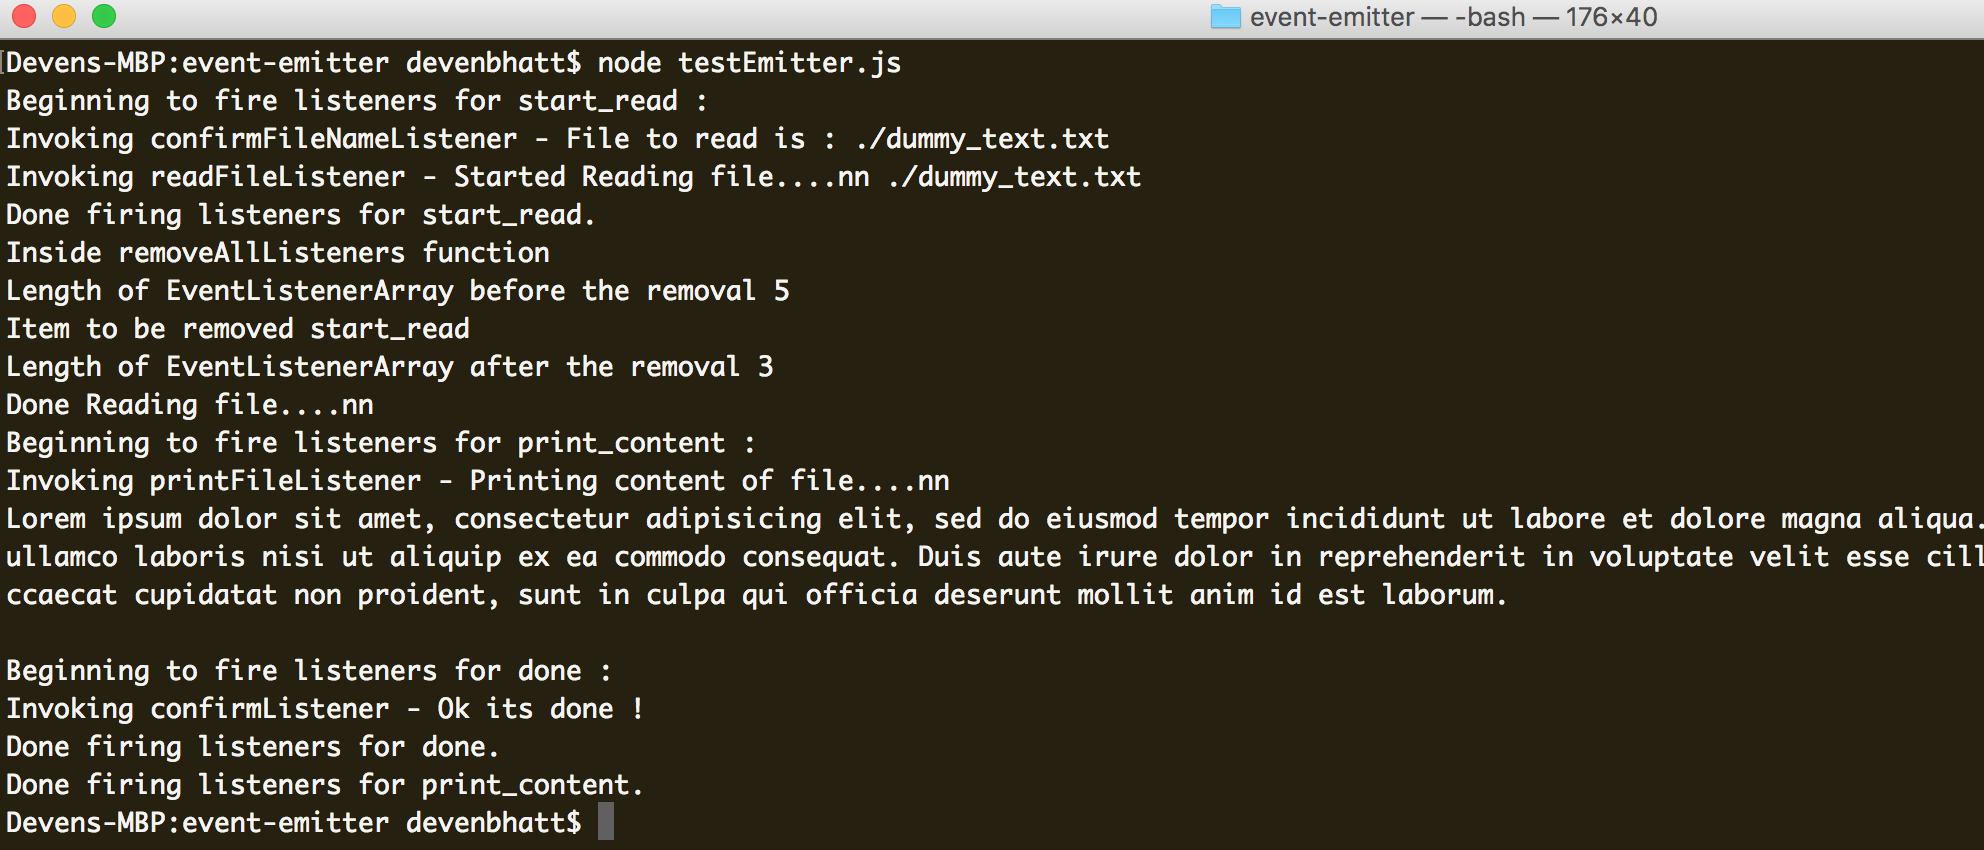 event-emitter — -bash — 176×40
Devens-MBP:event-emitter devenbhatt$ node testEmitter.js
Beginning to fire listeners for start_read :
Invoking confirmFileNameListener - File to read is : ./dummy_text.txt
Invoking readFileListener - Started Reading file....nn ./dummy_text.txt
Done firing listeners for start_read.
Inside removeAllListeners function
Length of EventListenerArray before the removal 5
Item to be removed start_read
Length of EventListenerArray after the removal 3
Done Reading file....nn
Beginning to fire listeners for print_content :
Invoking printFileListener - Printing content of file....nn
Lorem ipsum dolor sit amet, consectetur adipisicing elit, sed do eiusmod tempor incididunt ut labore et dolore magna aliqua.
ullamco laboris nisi ut aliquip ex ea commodo consequat. Duis aute irure dolor in reprehenderit in voluptate velit esse cill
ccaecat cupidatat non proident, sunt in culpa qui officia deserunt mollit anim id est laborum.
Beginning to fire listeners for done :
Invoking confirmListener - Ok its done !
Done firing listeners for done.
Done firing listeners for print_content.
Devens-MBP:event-emitter devenbhatt$